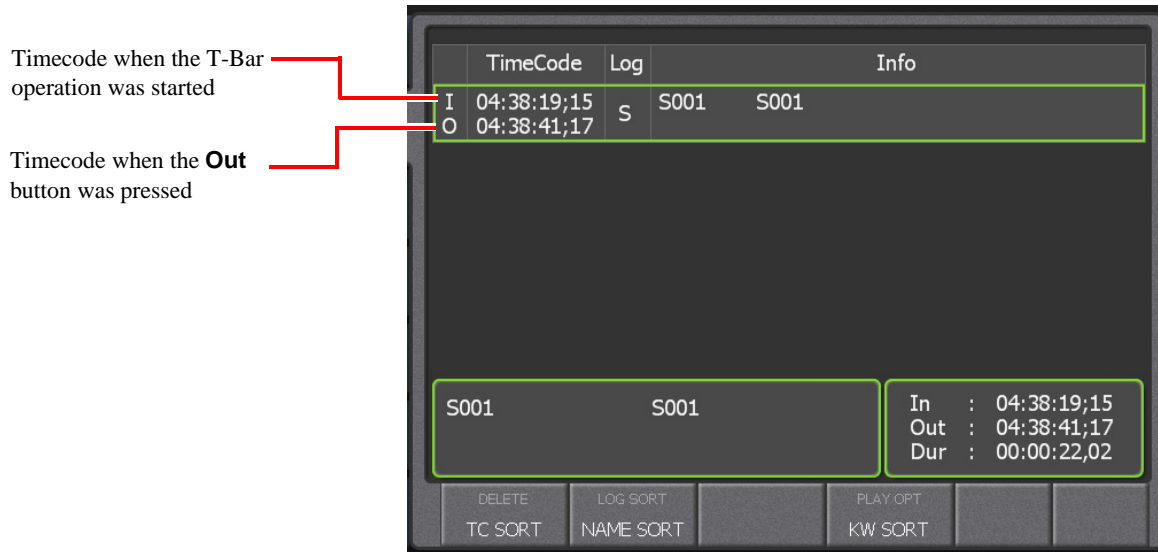 Timecode when the T-Bar
operation was started
Timecode when the Out
button was pressed
TimeCode Log Info
I 04:38:19;15 S S001 S001
O 04:38:41;17
S001 S001
In : 04:38:19;15
Out : 04:38:41;17
Dur : 00:00:22,02
DELETE LOG SORT PLAY OPT
TC SORT NAME SORT KW SORT